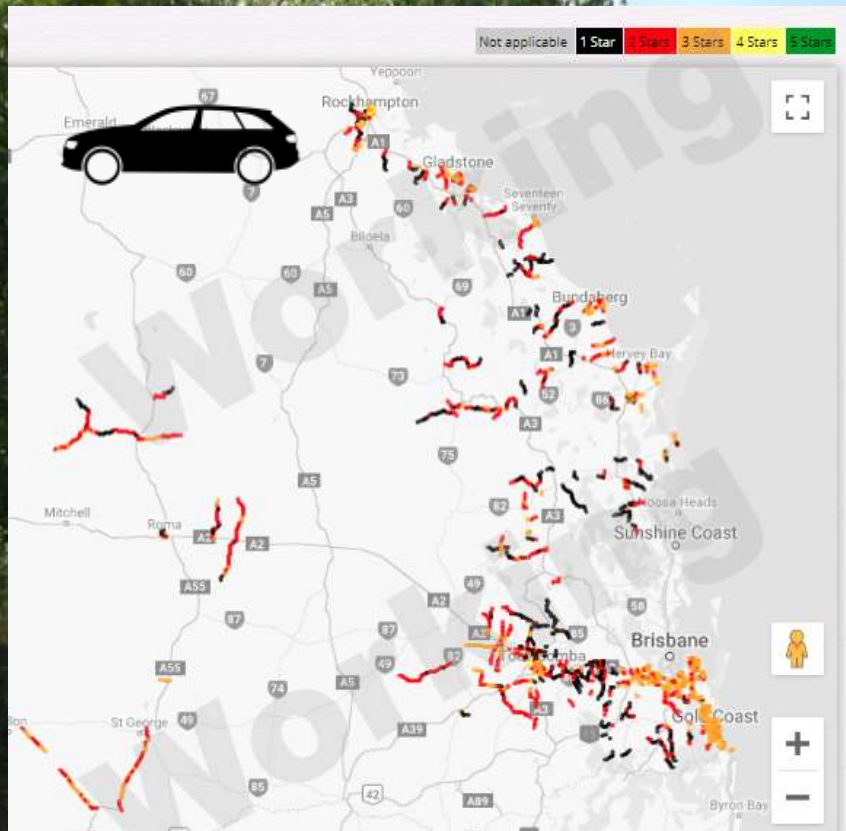 Not applicable 1 Star 2 Stars 3 Stars 4 Stars 5 Stars
Yeppoon
67
Rockhampton
Emerald
A1
Gladstone
7
A3
60
Seventeen
Seventy
A5
Biloela
60
60
69
A5
Bundaberg
A1
3
7
A1
Hervey Bay
73
52
86
A3
75
A5
82
Noosa Heads
Mitchell
Roma
A3
Sunshine Coast
A2
A2
49
A55
A2
58
87
87
85
Brisbane
49
82
A55
74
A5
Gold Coast
St George
49
A3
A39
85
42
A89
Byron Bay
Working
Working
Working